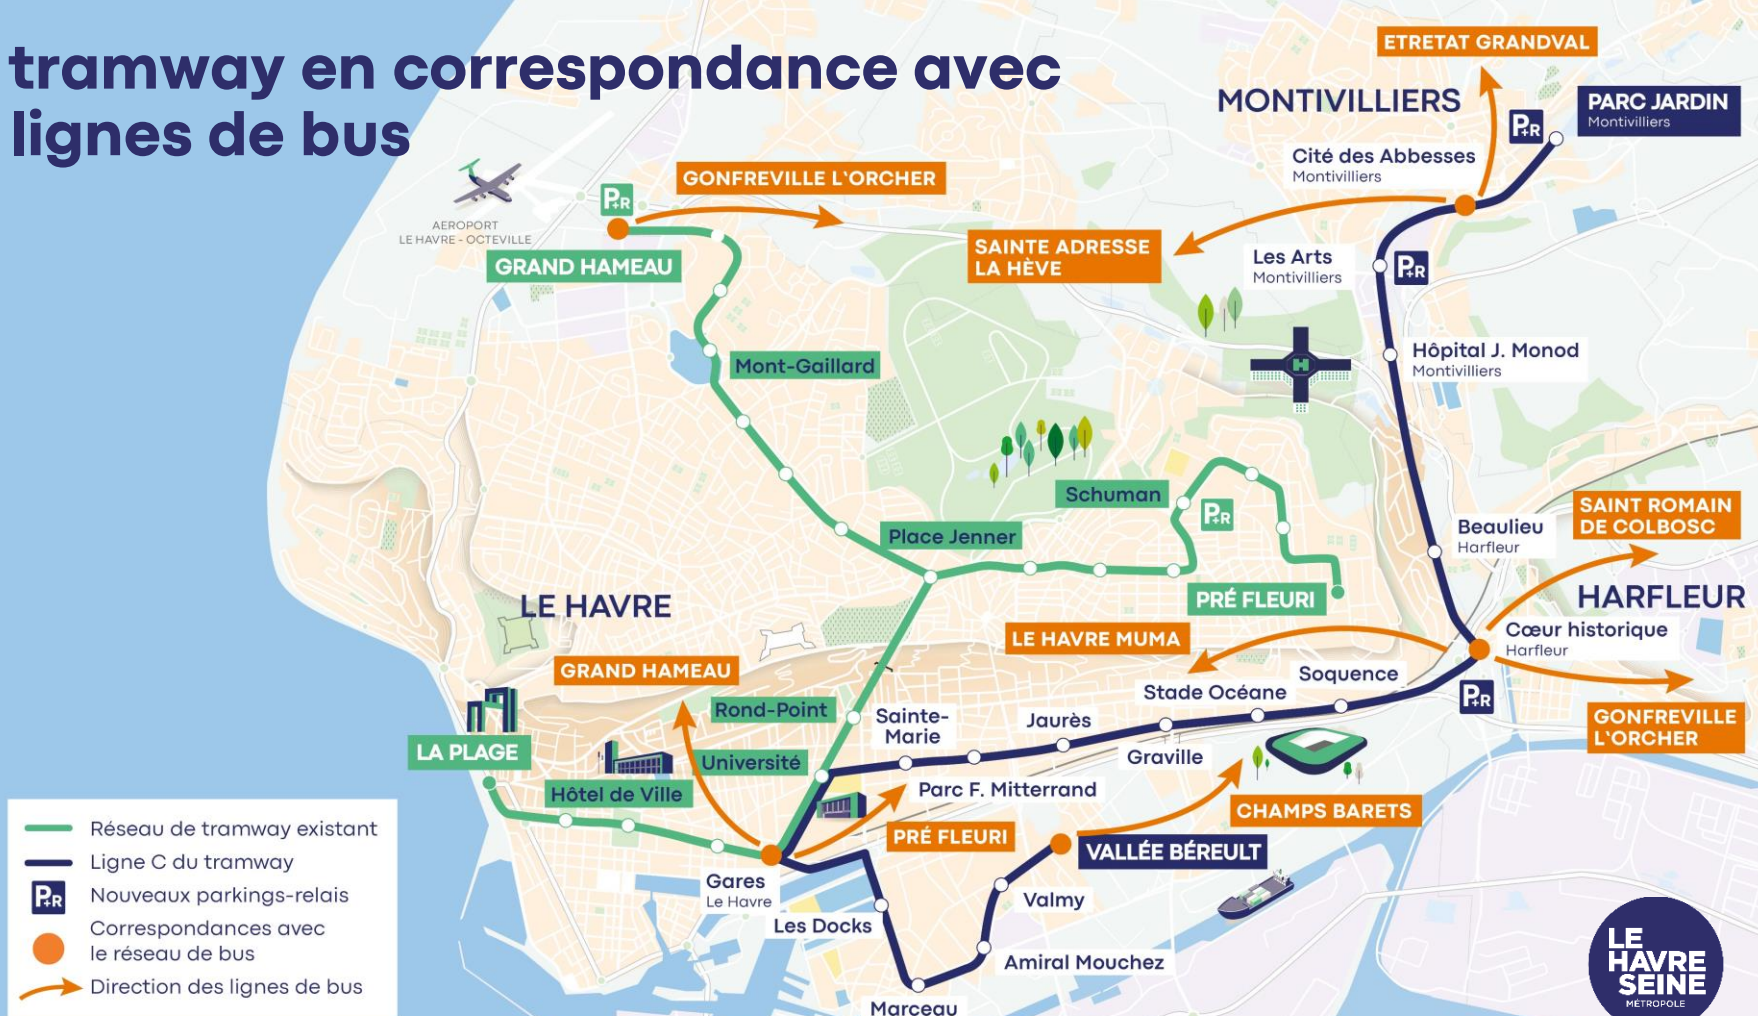 tramway en correspondance avec
lignes de bus
ETRETAT GRANDVAL
MONTIVILLIERS
P+R
PARC JARDIN
Montivilliers
Cité des Abbesses
Montivilliers
GONFREVILLE L'ORCHER
P+R
AEROPORT
LE HAVRE - OCTEVILLE
GRAND HAMEAU
SAINTE ADRESSE
LA HÈVE
Les Arts
Montivilliers
P+R
Mont-Gaillard
H
Hôpital J. Monod
Montivilliers
Schuman
P+R
Place Jenner
SAINT ROMAIN
DE COLBOSC
Beaulieu
Harfleur
PRÉ FLEURI
HARFLEUR
LE HAVRE
LE HAVRE MUMA
Cœur historique
Harfleur
GRAND HAMEAU
Soquence
Stade Océane
P+R
Rond-Point
Sainte-
Marie
Jaurès
GONFREVILLE
L'ORCHER
LA PLAGE
Université
Graville
Hôtel de Ville
Parc F. Mitterrand
CHAMPS BARETS
PRÉ FLEURI
VALLÉE BÉREULT
Gares
Le Havre
Valmy
Les Docks
Amiral Mouchez
Marceau
Réseau de tramway existant
Ligne C du tramway
P+R
Nouveaux parkings-relais
Correspondances avec
le réseau de bus
Direction des lignes de bus
LE
HAVRE
SEINE
MÉTROPOLE